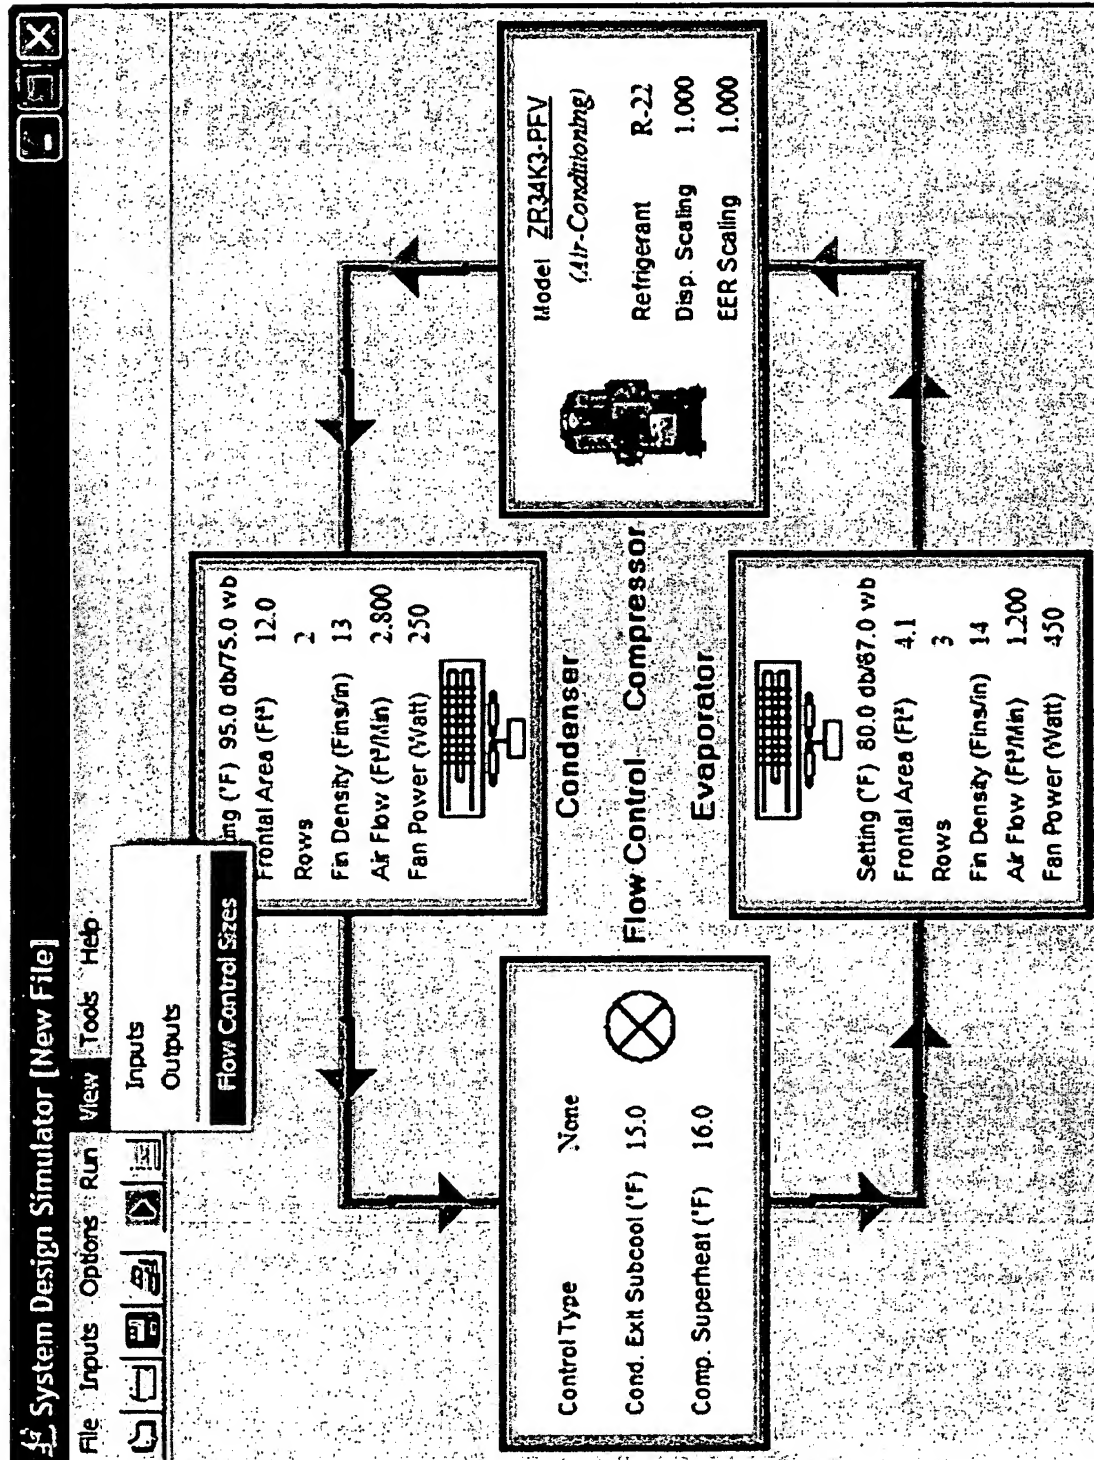 System Design Simulator [New File]
File Inputs Options Run View Tools Help
Inputs
Outputs
Flow Control Sizes
ing (°F) 95.0 db/75.0 wb
Frontal Area (Ft²) 12.0
Rows 2
Fin Density (Fins/in) 13
Air Flow (Ft³/Min) 2,800
Fan Power (Watt) 250
Condenser
Control Type None
Cond. Exit Subcool (°F) 15.0
Comp. Superheat (°F) 16.0
Flow Control
Compressor
Model ZR34K3-PFV
(Air-Conditioning)
Refrigerant R-22
Disp. Scaling 1.000
EER Scaling 1.000
Evaporator
Setting (°F) 80.0 db/67.0 wb
Frontal Area (Ft²) 4.1
Rows 3
Fin Density (Fins/in) 14
Air Flow (Ft³/Min) 1,200
Fan Power (Watt) 450